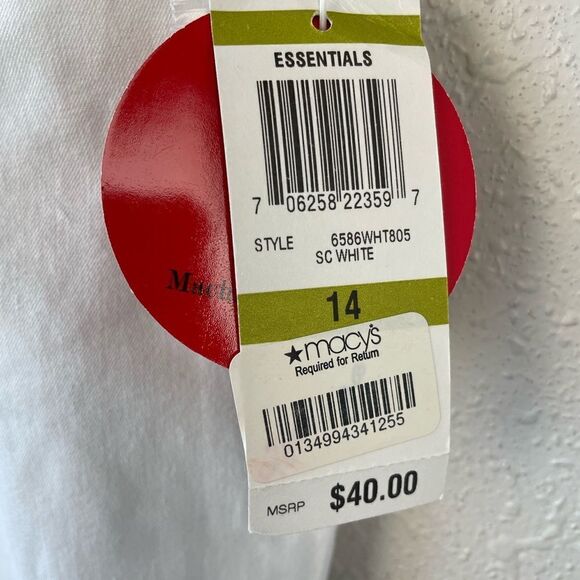 ESSENTIALS
7 06258 22359 7
STYLE 6586WHT805
SC WHITE
14
macy's
Required for Return
0134994341255
MSRP $40.00